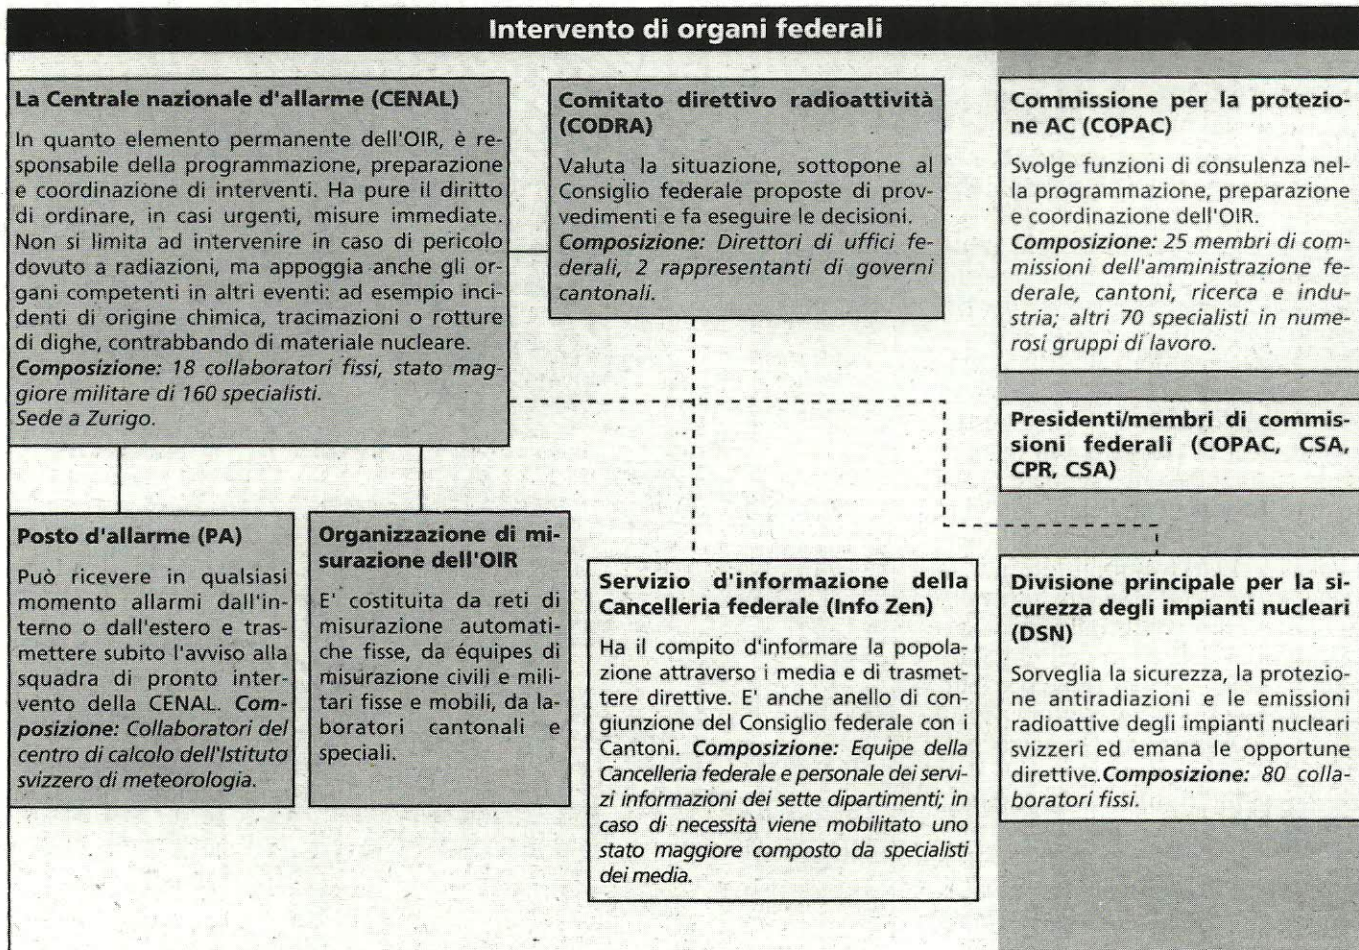 Intervento di organi federali
La Centrale nazionale d'allarme (CENAL)
In quanto elemento permanente dell'OIR, è re-
sponsabile della programmazione, preparazione
e coordinazione di interventi. Ha pure il diritto
di ordinare, in casi urgenti, misure immediate.
Non si limita ad intervenire in caso di pericolo
dovuto a radiazioni, ma appoggia anche gli or-
gani competenti in altri eventi: ad esempio inci-
denti di origine chimica, tracimazioni o rotture
di dighe, contrabbando di materiale nucleare.
Composizione: 18 collaboratori fissi, stato mag-
giore militare di 160 specialisti.
Sede a Zurigo.
Comitato direttivo radioattività
(CODRA)
Valuta la situazione, sottopone al
Consiglio federale proposte di prov-
vedimenti e fa eseguire le decisioni.
Composizione: Direttori di uffici fe-
derali, 2 rappresentanti di governi
cantonali.
Commissione per la protezio-
ne AC (COPAC)
Svolge funzioni di consulenza nel-
la programmazione, preparazione
e coordinazione dell'OIR.
Composizione: 25 membri di com-
missioni dell'amministrazione fe-
derale, cantoni, ricerca e indu-
stria; altri 70 specialisti in nume-
rosi gruppi di lavoro.
Presidenti/membri di commis-
sioni federali (COPAC, CSA,
CPR, CSA)
Posto d'allarme (PA)
Può ricevere in qualsiasi
momento allarmi dall'in-
terno o dall'estero e tras-
mettere subito l'avviso alla
squadra di pronto inter-
vento della CENAL. Com-
posizione: Collaboratori del
centro di calcolo dell'Istituto
svizzero di meteorologia.
Organizzazione di mi-
surazione dell'OIR
E' costituita da reti di
misurazione automati-
che fisse, da équipes di
misurazione civili e mili-
tari fisse e mobili, da la-
boratori cantonali e
speciali.
Servizio d'informazione della
Cancelleria federale (Info Zen)
Ha il compito d'informare la popola-
zione attraverso i media e di trasmet-
tere direttive. E' anche anello di con-
giunzione del Consiglio federale con i
Cantoni. Composizione: Equipe della
Cancelleria federale e personale dei servi-
zi informazioni dei sette dipartimenti; in
caso di necessità viene mobilitato uno
stato maggiore composto da specialisti
dei media.
Divisione principale per la si-
curezza degli impianti nucleari
(DSN)
Sorveglia la sicurezza, la protezio-
ne antiradiazioni e le emissioni
radioattive degli impianti nucleari
svizzeri ed emana le opportune
direttive.Composizione: 80 colla-
boratori fissi.